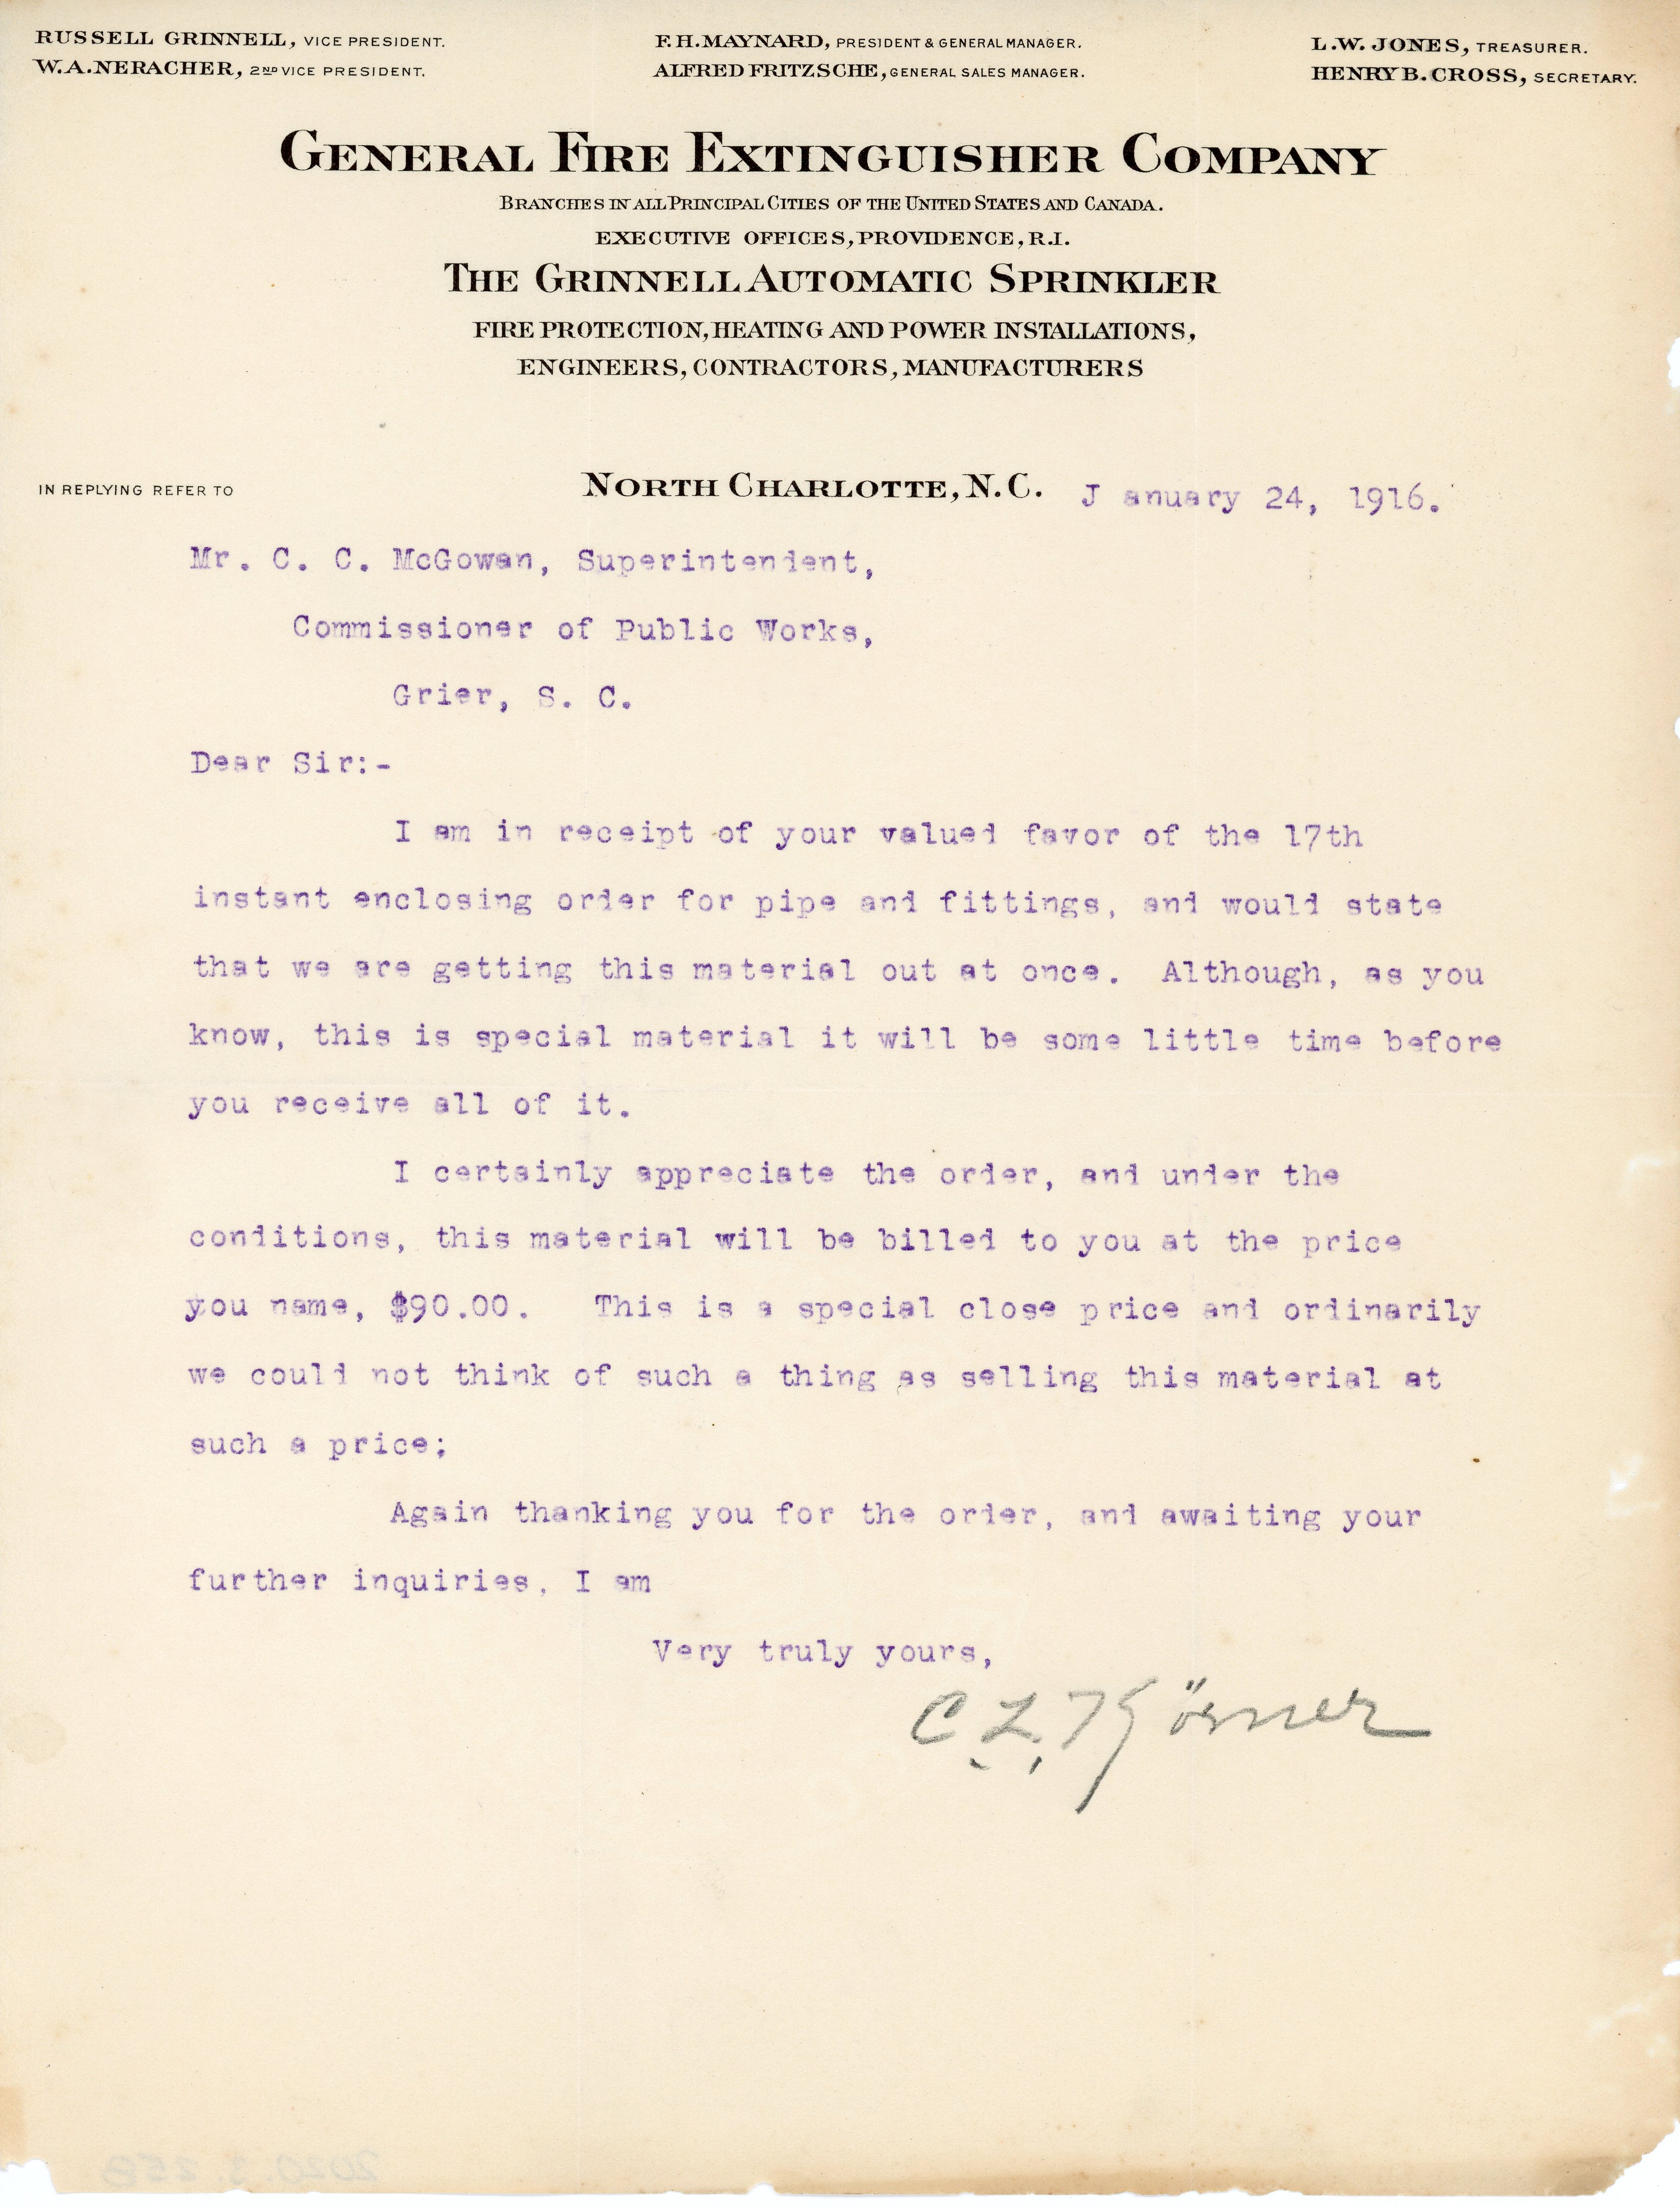 RUSSELL GRINNELL, VICE PRESIDENT.
W.A. NERACHER, 2ND VICE PRESIDENT.
F.H. MAYNARD, PRESIDENT & GENERAL MANAGER.
ALFRED FRITZSCHE, GENERAL SALES MANAGER.
L.W. JONES, TREASURER.
HENRY B. CROSS, SECRETARY.
GENERAL FIRE EXTINGUISHER COMPANY
BRANCHES IN ALL PRINCIPAL CITIES OF THE UNITED STATES AND CANADA.
EXECUTIVE OFFICES, PROVIDENCE, R.I.
THE GRINNELL AUTOMATIC SPRINKLER
FIRE PROTECTION, HEATING AND POWER INSTALLATIONS,
ENGINEERS, CONTRACTORS, MANUFACTURERS
IN REPLYING REFER TO
NORTH CHARLOTTE, N.C. J anuary 24, 1916.
Mr. C. C. McGowan, Superintendent,
Commissioner of Public Works,
Grier, S. C.
Dear Sir:-
I am in receipt of your valued favor of the 17th
instant enclosing order for pipe and fittings, and would state
that we are getting this material out at once. Although, as you
know, this is special material it will be some little time before
you receive all of it.
I certainly appreciate the order, and under the
conditions, this material will be billed to you at the price
you name, $90.00. This is a special close price and ordinarily
we could not think of such a thing as selling this material at
such a price;
Again thanking you for the order, and awaiting your
further inquiries, I am
Very truly yours,
C. L.
2020.3.25B